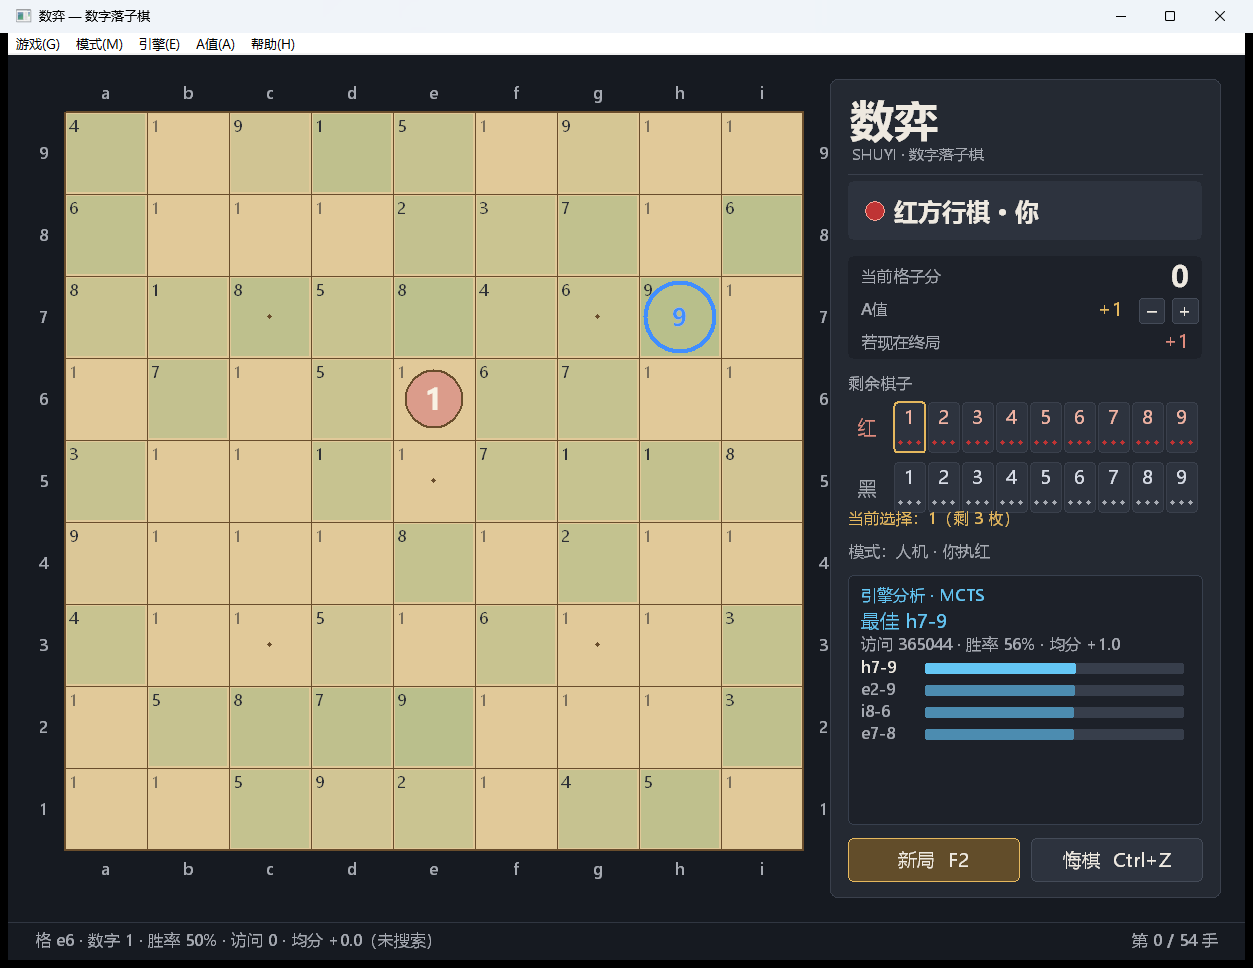 数弈 — 数字落子棋
游戏(G) 模式(M) 引擎(E) A值(A) 帮助(H)
a b c d e f g h i
9 4 1 9 1 5 1 9 1 1 9
8 6 1 1 1 2 3 7 1 6 8
7 8 1 8 5 8 4 6 9 9 1 7
6 1 7 1 5 1 1 6 7 1 1 6
5 3 1 1 1 1 7 1 1 8 5
4 9 1 1 1 8 1 2 1 1 4
3 4 1 1 5 1 6 1 1 3 3
2 1 5 8 7 9 1 1 1 3 2
1 1 1 5 9 2 1 4 5 1 1
a b c d e f g h i
数弈
SHUYI · 数字落子棋
红方行棋 · 你
当前格子分 0
A值 +1 − +
若现在终局 +1
剩余棋子
红 1 2 3 4 5 6 7 8 9
黑 1 2 3 4 5 6 7 8 9
当前选择：1（剩 3 枚）
模式：人机 · 你执红
引擎分析 · MCTS
最佳 h7-9
访问 365044 · 胜率 56% · 均分 +1.0
h7-9
e2-9
i8-6
e7-8
新局 F2
悔棋 Ctrl+Z
格 e6 · 数字 1 · 胜率 50% · 访问 0 · 均分 +0.0（未搜索）
第 0 / 54 手